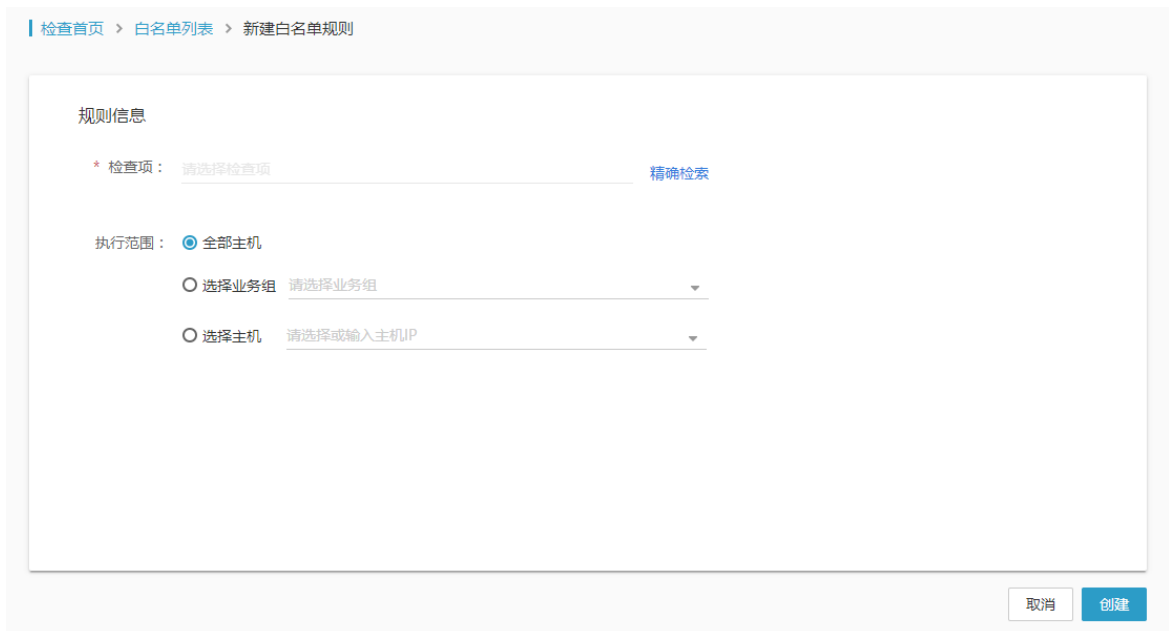 检查首页 > 白名单列表 > 新建白名单规则
规则信息
* 检查项： 请选择检查项 精确检索
执行范围： 全部主机
选择业务组 请选择业务组
选择主机 请选择或输入主机IP
取消 创建